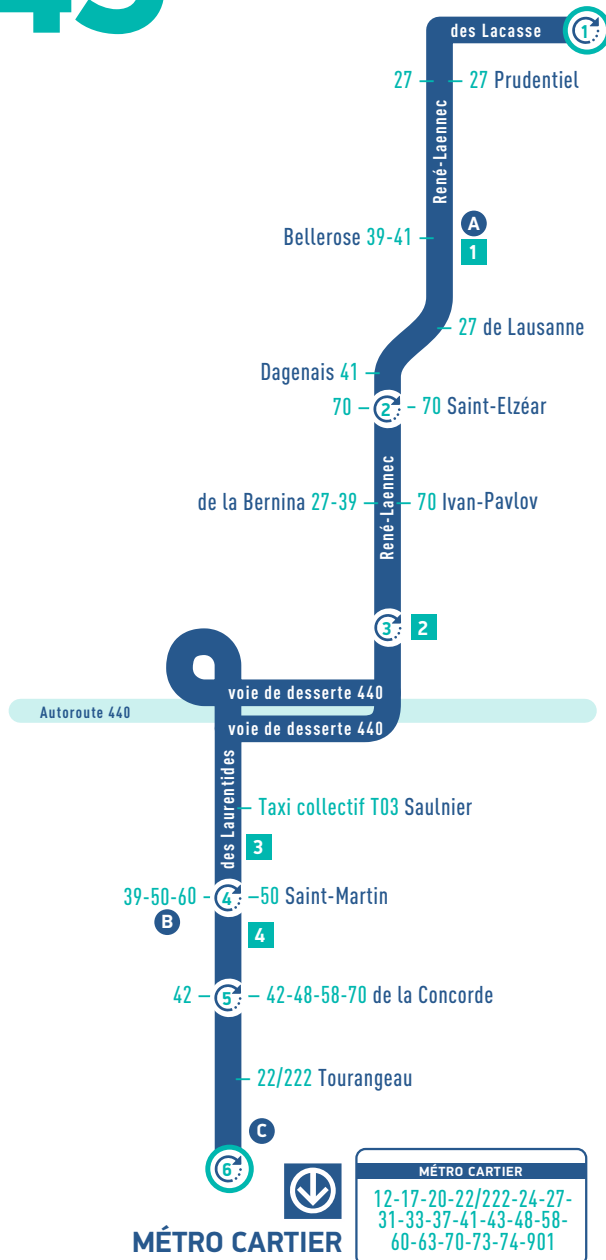 43
des Lacasse 1
27 27 Prudentiel
René-Laennec
A
Bellerose 39-41 1
27 de Lausanne
Dagenais 41
70 2 70 Saint-Elzéar
de la Bernina 27-39 70 Ivan-Pavlov
René-Laennec
3 2
voie de desserte 440
Autoroute 440
voie de desserte 440
des Laurentides
Taxi collectif T03 Saulnier
3
39-50-60 4 50 Saint-Martin
B
4
42 5 42-48-58-70 de la Concorde
22/222 Tourangeau
C
6
MÉTRO CARTIER
MÉTRO CARTIER
12-17-20-22/222-24-27-
31-33-37-41-43-48-58-
60-63-70-73-74-901